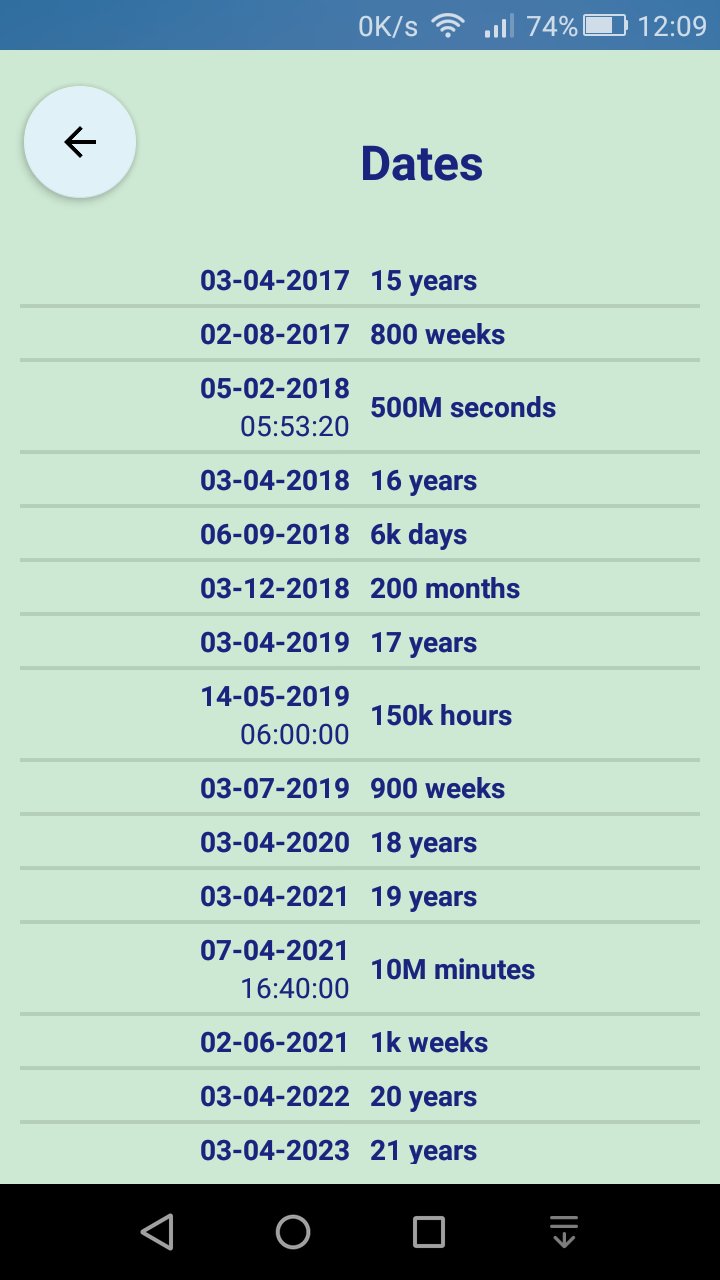 0K/s 74% 12:09
Dates
03-04-2017 15 years
02-08-2017 800 weeks
05-02-2018
05:53:20
500M seconds
03-04-2018 16 years
06-09-2018 6k days
03-12-2018 200 months
03-04-2019 17 years
14-05-2019
06:00:00
150k hours
03-07-2019 900 weeks
03-04-2020 18 years
03-04-2021 19 years
07-04-2021
16:40:00
10M minutes
02-06-2021 1k weeks
03-04-2022 20 years
03-04-2023 21 years